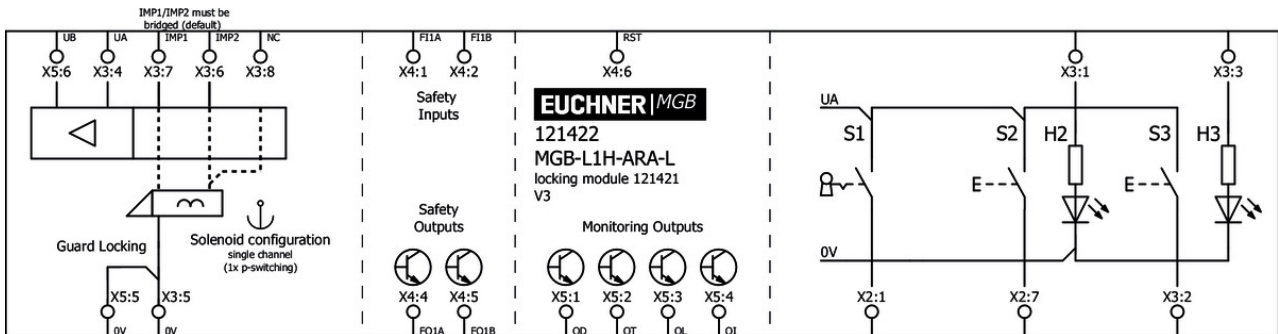 IMP1/IMP2 must be
bridged (default)
UB UA IMP1 IMP2 NC FI1A FI1B RST
X5:6 X3:4 X3:7 X3:6 X3:8 X4:1 X4:2 X4:6 X3:1 X3:3
Safety
Inputs
EUCHNER MGB
121422
MGB-L1H-ARA-L
locking module 121421
V3
UA
S1 S2 H2 S3 H3
E E
Guard Locking
Solenoid configuration
single channel
(1x p-switching)
Safety
Outputs
Monitoring Outputs
0V
X5:5 X3:5 X4:4 X4:5 X5:1 X5:2 X5:3 X5:4 X2:1 X2:7 X3:2
0V 0V FO1A FO1B OD OT OL OI